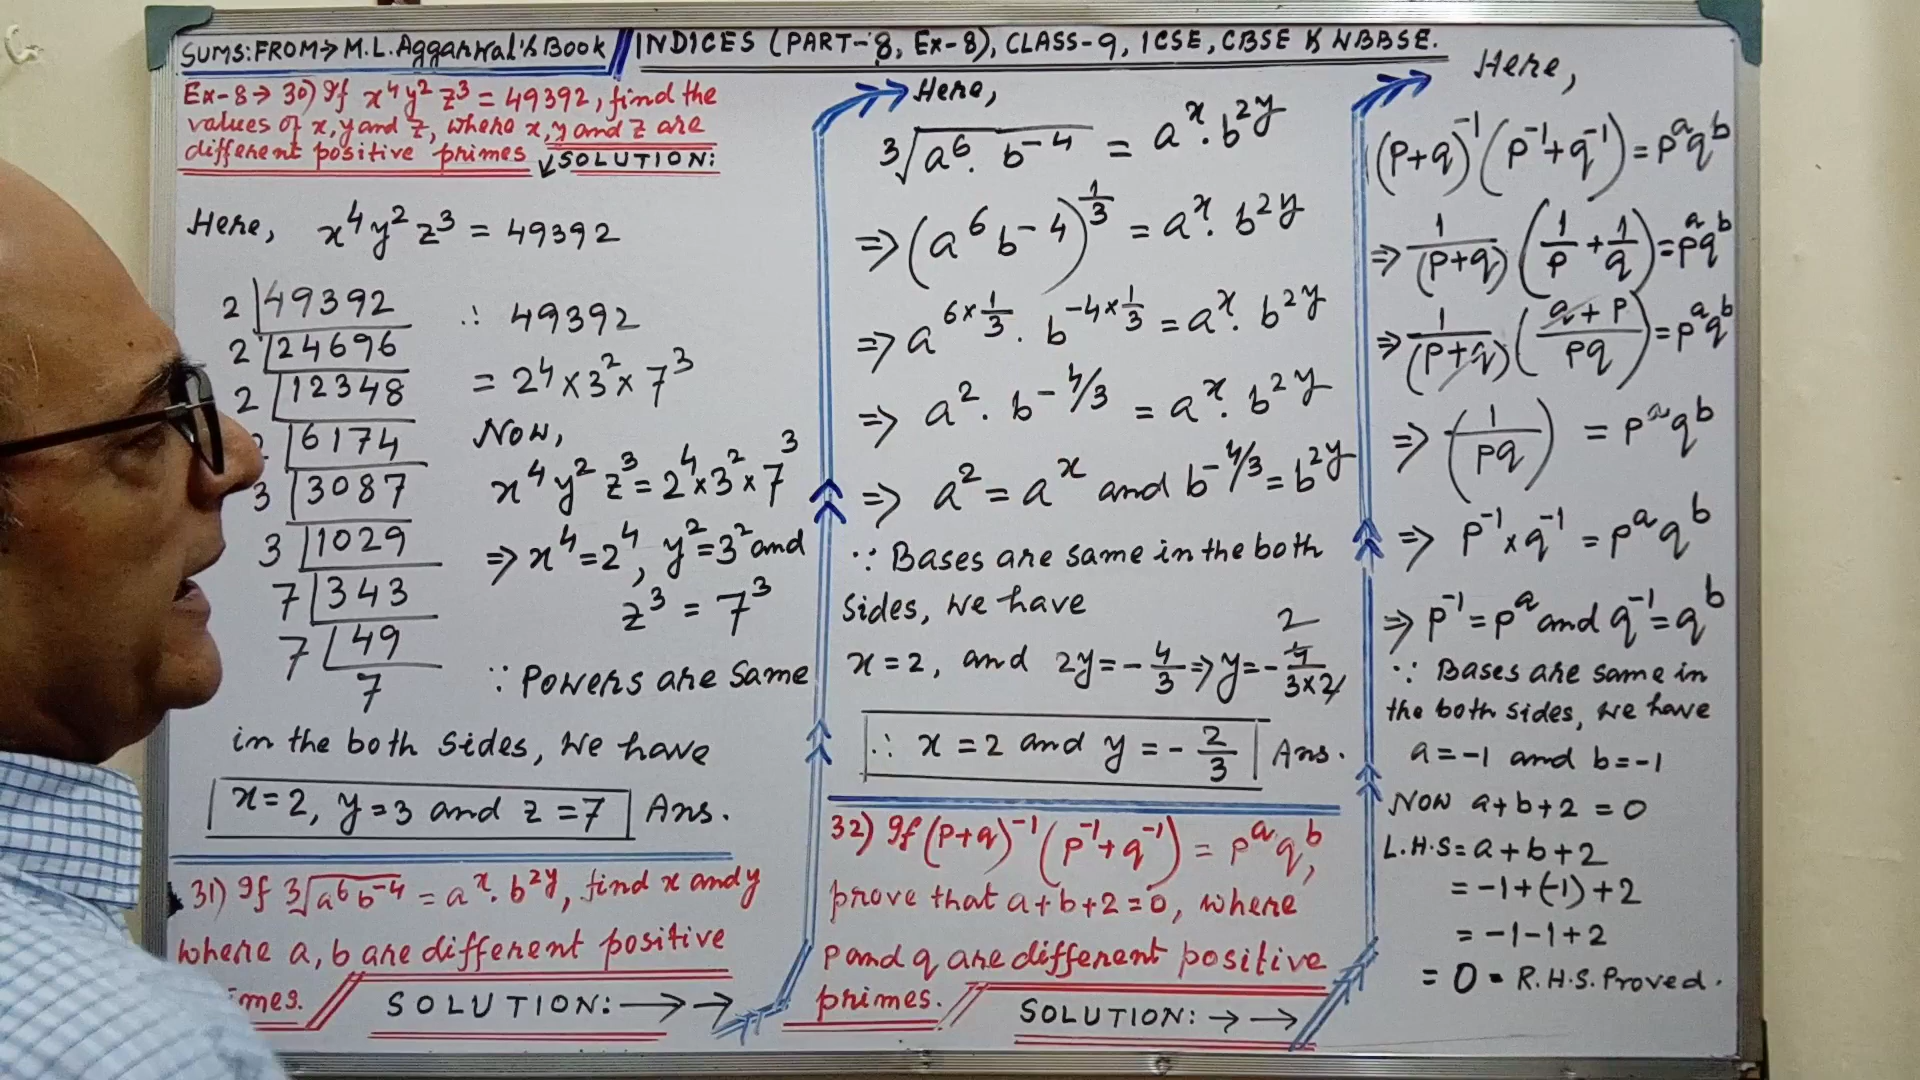 SUMS:FROM→M.L.Aggarwal's Book // INDICES (PART-8, Ex-8), CLASS-9, ICSE, CBSE & WBBSE.
Ex-8→ 30) If x⁴y²z³ = 49392, find the
values of x, y and z, where x, y and z are
different positive primes ↙SOLUTION:
Here, x⁴y²z³ = 49392
2 | 49392
2 | 24696
2 | 12348
2 | 6174
3 | 3087
3 | 1029
7 | 343
7 | 49
7
∴ 49392
= 2⁴ × 3² × 7³
Now,
x⁴y²z³ = 2⁴ × 3² × 7³
⇒ x⁴ = 2⁴, y² = 3² and
z³ = 7³
∵ Powers are same
in the both sides, we have
x = 2, y = 3 and z = 7 Ans.
31) If ³√(a⁶b⁻⁴) = aˣ. b²ʸ, find x and y
where a, b are different positive
imes. // SOLUTION: →→
Here,
³√(a⁶. b⁻⁴) = aˣ. b²ʸ
⇒ (a⁶b⁻⁴)^(1/3) = aˣ. b²ʸ
⇒ a^(6×1/3). b^(-4×1/3) = aˣ. b²ʸ
⇒ a². b^(-4/3) = aˣ. b²ʸ
⇒ a² = aˣ and b^(-4/3) = b²ʸ
∵ Bases are same in the both
sides, we have
x = 2, and 2y = -4/3 ⇒ y = -4/(3×2) 2
∴ x = 2 and y = -2/3 Ans.
32) If (p+q)⁻¹(p⁻¹+q⁻¹) = pᵃqᵇ,
prove that a+b+2=0, where
p and q are different positive
primes. // SOLUTION: →→
Here,
(p+q)⁻¹(p⁻¹+q⁻¹) = pᵃqᵇ
⇒ 1/(p+q) (1/p + 1/q) = pᵃqᵇ
⇒ 1/(p+q) ((q+p)/pq) = pᵃqᵇ
⇒ (1/pq) = pᵃqᵇ
⇒ p⁻¹ × q⁻¹ = pᵃqᵇ
⇒ p⁻¹ = pᵃ and q⁻¹ = qᵇ
∵ Bases are same in
the both sides, we have
a = -1 and b = -1
NOW a+b+2 = 0
L.H.S = a+b+2
= -1+(-1)+2
= -1-1+2
= 0 = R.H.S. Proved.